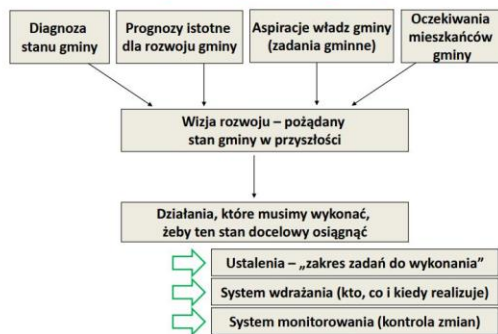 Diagnoza
stanu gminy
Prognozy istotne
dla rozwoju gminy
Aspiracje władz gminy
(zadania gminne)
Oczekiwania
mieszkańców
gminy
Wizja rozwoju – pożądany
stan gminy w przyszłości
Działania, które musimy wykonać,
żeby ten stan docelowy osiągnąć
Ustalenia – „zakres zadań do wykonania”
System wdrażania (kto, co i kiedy realizuje)
System monitorowania (kontrola zmian)